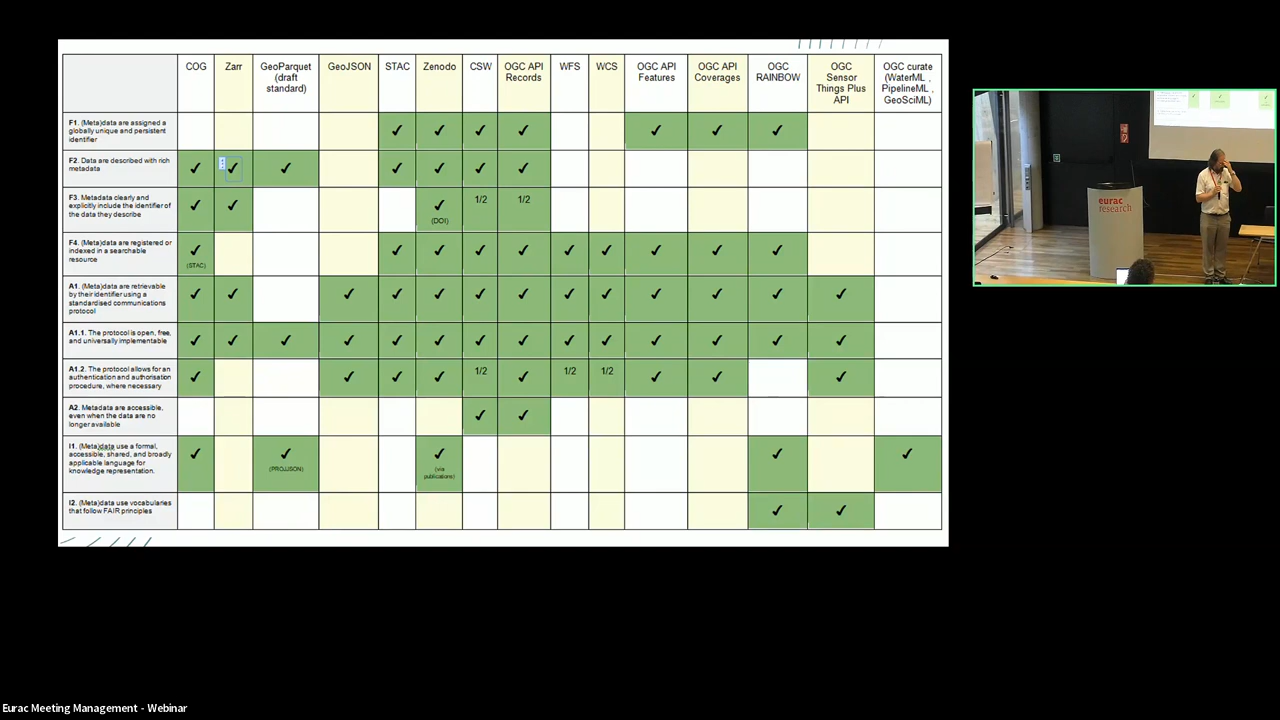 COG Zarr GeoParquet (draft standard) GeoJSON STAC Zenodo CSW OGC API Records WFS WCS OGC API Features OGC API Coverages OGC RAINBOW OGC Sensor Things Plus API OGC curate (WaterML , PipelineML , GeoSciML)
F1. (Meta)data are assigned a
globally unique and persistent
identifier
✓ ✓ ✓ ✓ ✓ ✓ ✓
F2. Data are described with rich
metadata
✓ ✓ ✓ ✓ ✓ ✓ ✓
F3. Metadata clearly and
explicitly include the identifier of
the data they describe
✓ ✓ ✓ (DOI) 1/2 1/2
F4. (Meta)data are registered or
indexed in a searchable
resource
✓ (STAC) ✓ ✓ ✓ ✓ ✓ ✓ ✓ ✓ ✓
A1. (Meta)data are retrievable
by their identifier using a
standardised communications
protocol
✓ ✓ ✓ ✓ ✓ ✓ ✓ ✓ ✓ ✓ ✓ ✓ ✓
A1.1. The protocol is open, free,
and universally implementable
✓ ✓ ✓ ✓ ✓ ✓ ✓ ✓ ✓ ✓ ✓ ✓ ✓ ✓
A1.2. The protocol allows for an
authentication and authorisation
procedure, where necessary
✓ ✓ ✓ ✓ 1/2 ✓ 1/2 1/2 ✓ ✓ ✓
A2. Metadata are accessible,
even when the data are no
longer available
✓ ✓
I1. (Meta)data use a formal,
accessible, shared, and broadly
applicable language for
knowledge representation.
✓ ✓ (PROJJSON) ✓ (via publications) ✓ ✓
I2. (Meta)data use vocabularies
that follow FAIR principles
✓ ✓
eurac
research
Eurac Meeting Management - Webinar